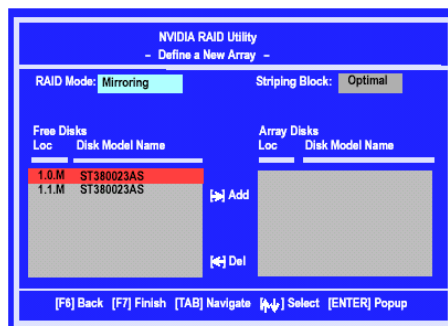 NVIDIA RAID Utility
- Define a New Array -
RAID Mode: Mirroring Striping Block: Optimal
Free Disks Array Disks
Loc Disk Model Name Loc Disk Model Name
1.0.M ST380023AS
1.1.M ST380023AS
[→] Add
[←] Del
[F6] Back [F7] Finish [TAB] Navigate [↑↓] Select [ENTER] Popup